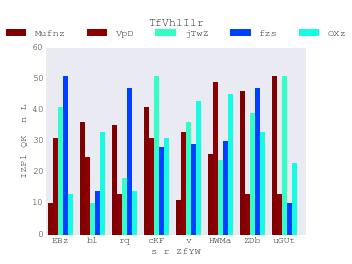 TfVhlIlr
Mufnz VpD jTwZ fzs OXz
60
50
40
30
20
10
0
IZPl QK n L
EBz bl rq cKF v HWMa ZDb uGUt
s r ZfYW